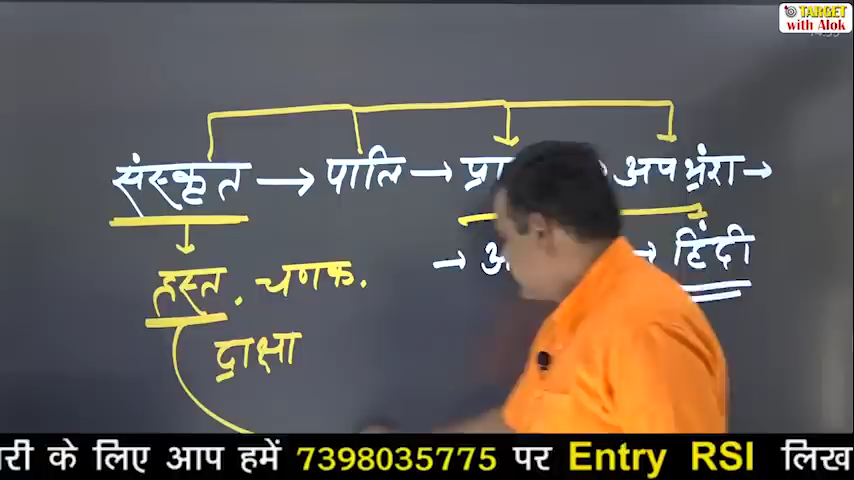 TARGET
with Alok
संस्कृत → पालि → प्रा → अपभ्रंश →
→ अ → हिंदी
हस्त . चणक .
द्राक्षा
री के लिए आप हमें 7398035775 पर Entry RSI लिख